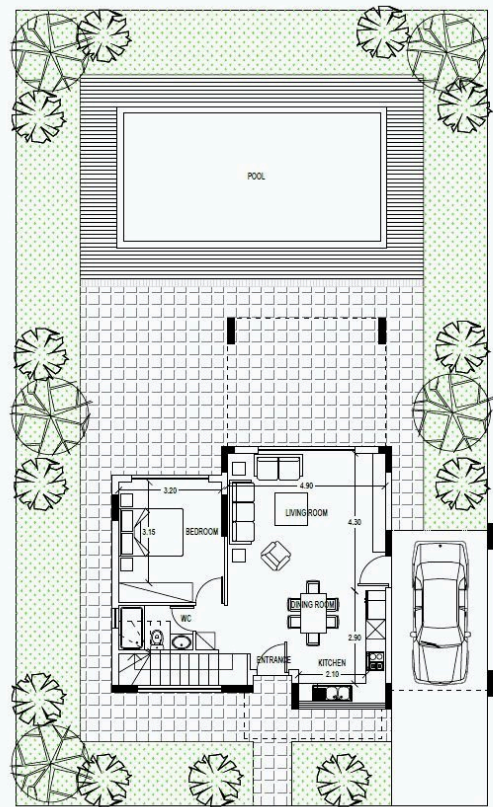 POOL
3.20
4.90
BEDROOM
LIVING ROOM
3.15
4.30
DINING ROOM
WC
2.90
ENTRANCE
KITCHEN
2.10